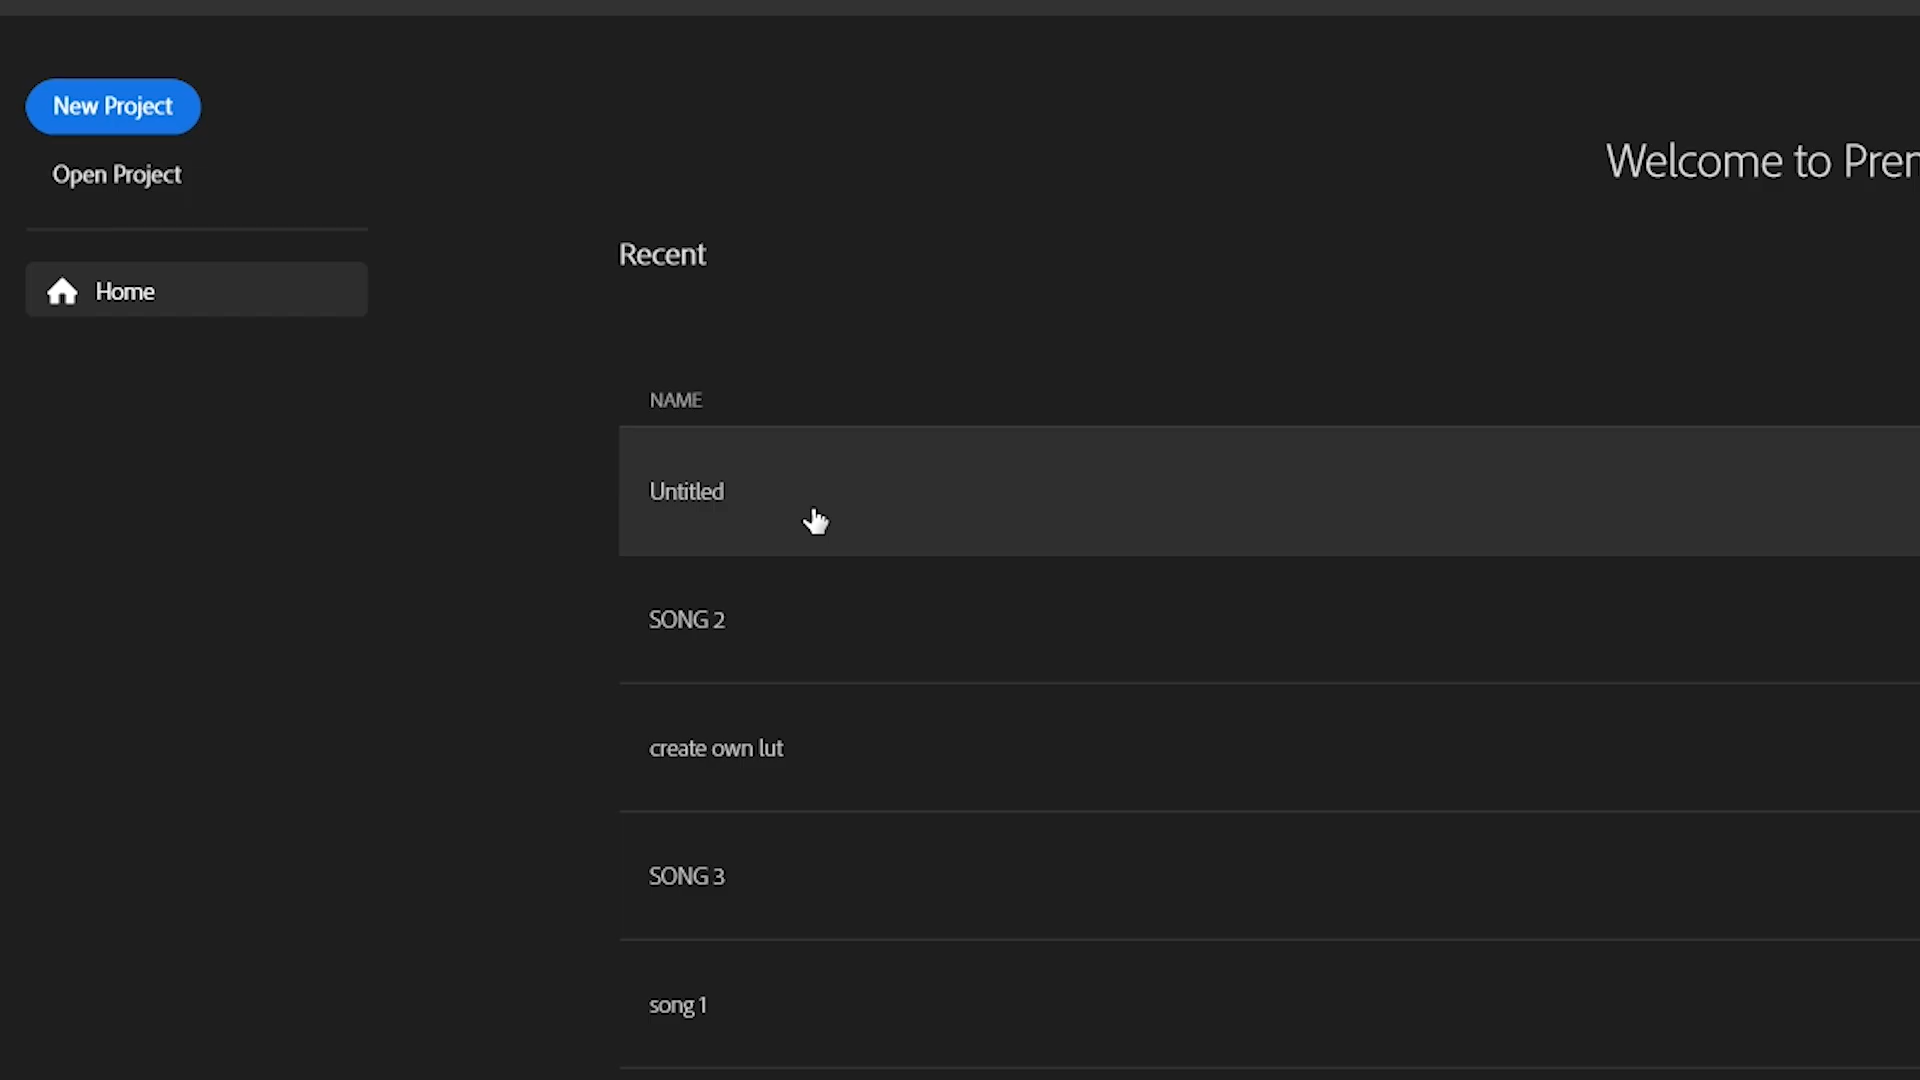 New Project
Open Project
Home
Welcome to Prem
Recent
NAME
Untitled
SONG 2
create own lut
SONG 3
song 1